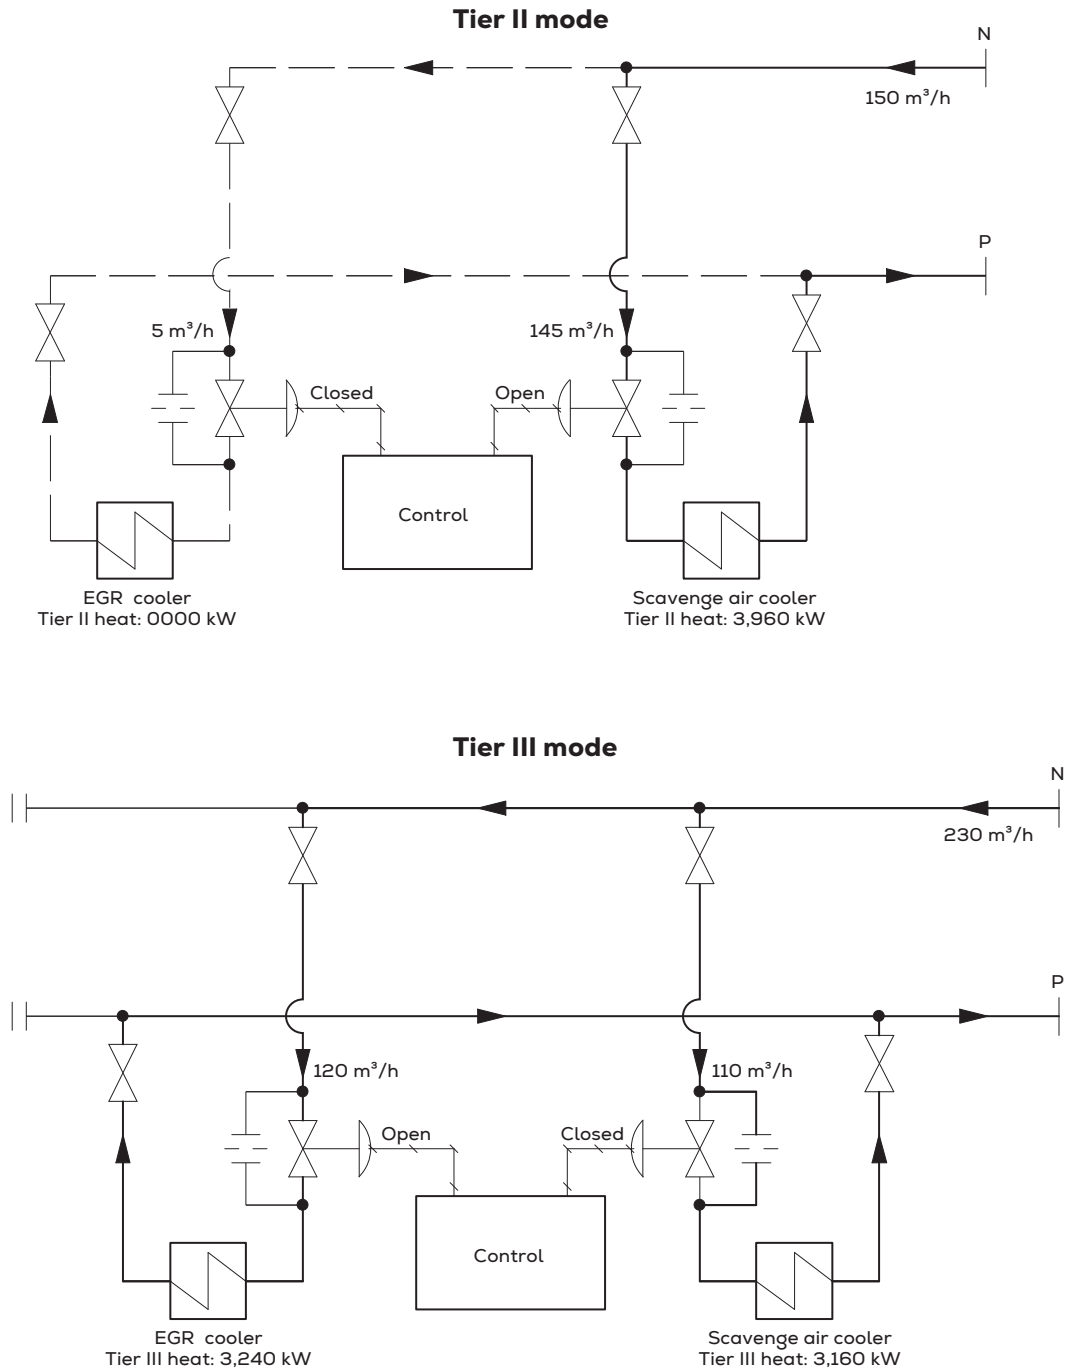 Tier II mode
N
150 m³/h
P
5 m³/h
145 m³/h
Closed
Open
Control
EGR cooler
Tier II heat: 0000 kW
Scavenge air cooler
Tier II heat: 3,960 kW
Tier III mode
N
230 m³/h
P
120 m³/h
110 m³/h
Open
Closed
Control
EGR cooler
Tier III heat: 3,240 kW
Scavenge air cooler
Tier III heat: 3,160 kW